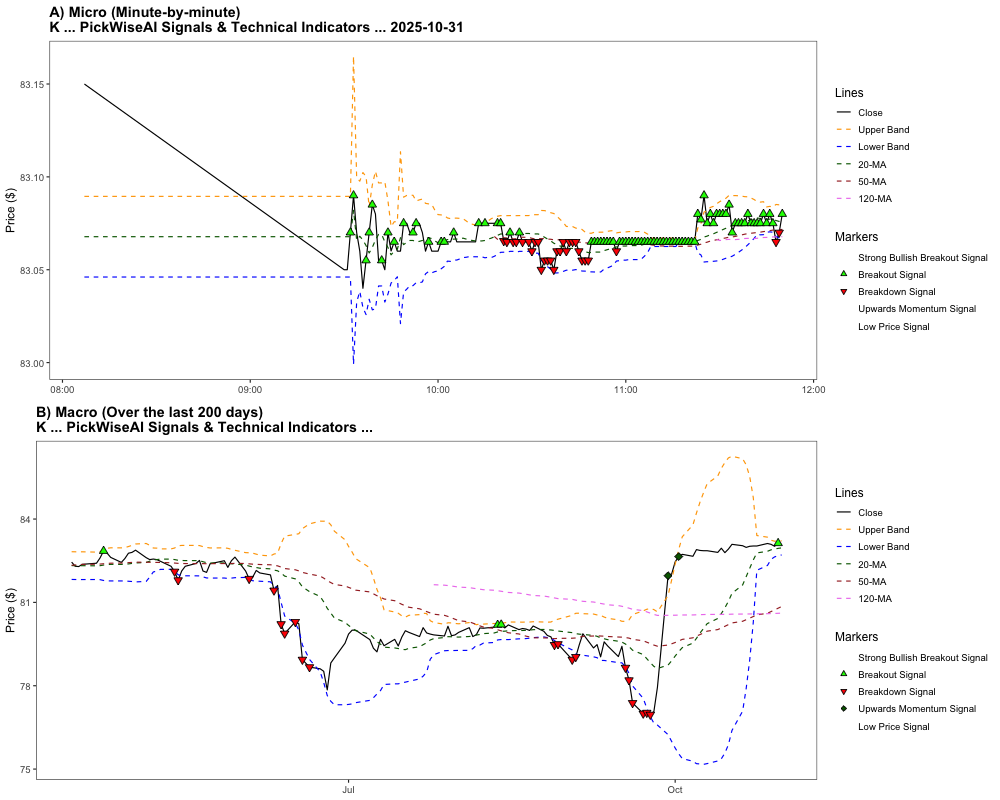 A) Micro (Minute-by-minute)
K ... PickWiseAI Signals & Technical Indicators ... 2025-10-31
Price ($)
83.15
83.10
83.05
83.00
08:00
09:00
10:00
11:00
12:00
Lines
Close
Upper Band
Lower Band
20-MA
50-MA
120-MA
Markers
Strong Bullish Breakout Signal
Breakout Signal
Breakdown Signal
Upwards Momentum Signal
Low Price Signal
B) Macro (Over the last 200 days)
K ... PickWiseAI Signals & Technical Indicators ...
Price ($)
84
81
78
75
Jul
Oct
Lines
Close
Upper Band
Lower Band
20-MA
50-MA
120-MA
Markers
Strong Bullish Breakout Signal
Breakout Signal
Breakdown Signal
Upwards Momentum Signal
Low Price Signal